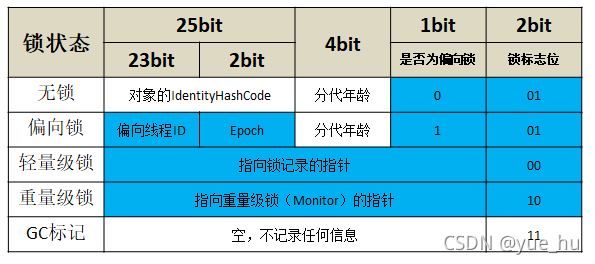 锁状态 25bit 4bit 1bit 2bit
23bit 2bit 是否为偏向锁 锁标志位
无锁 对象的IdentityHashCode 分代年龄 0 01
偏向锁 偏向线程ID Epoch 分代年龄 1 01
轻量级锁 指向锁记录的指针 00
重量级锁 指向重量级锁（Monitor）的指针 10
GC标记 空，不记录任何信息 11
CSDN @yue_hu